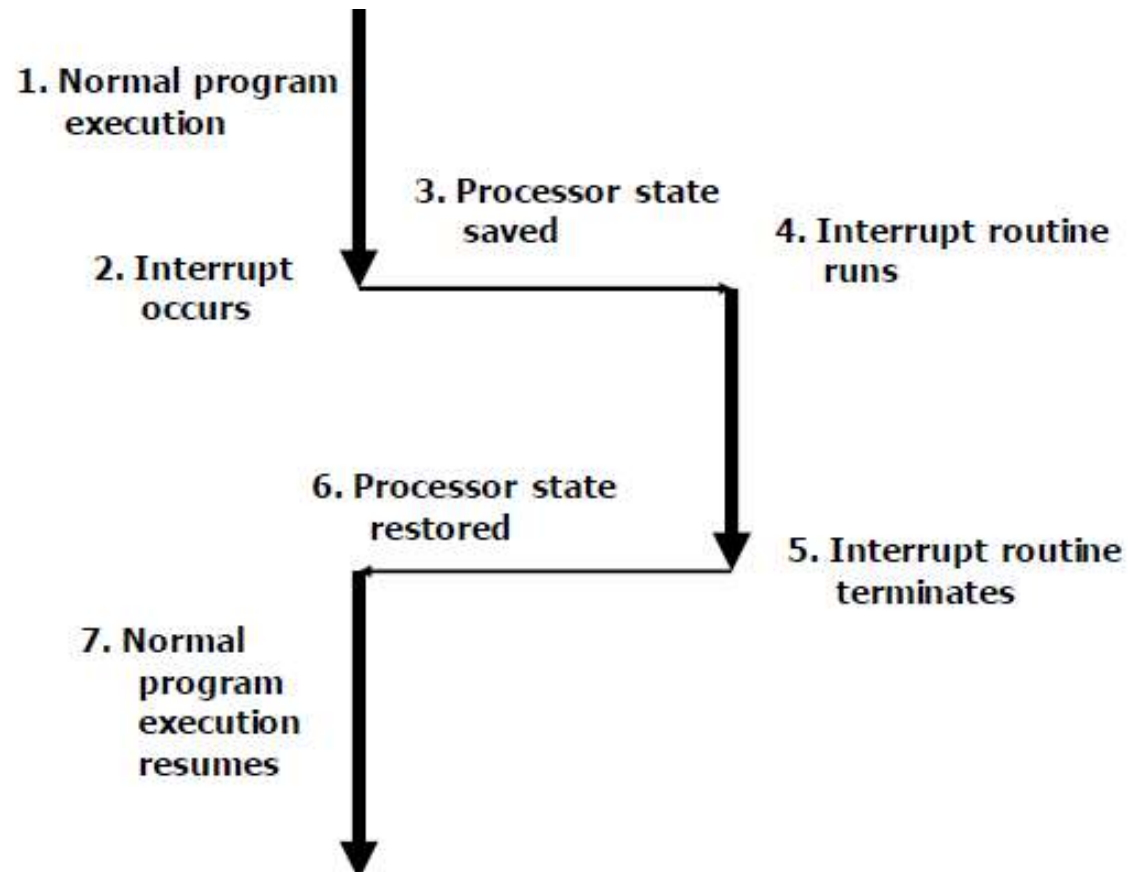 1. Normal program
execution
2. Interrupt
occurs
3. Processor state
saved
4. Interrupt routine
runs
5. Interrupt routine
terminates
6. Processor state
restored
7. Normal
program
execution
resumes